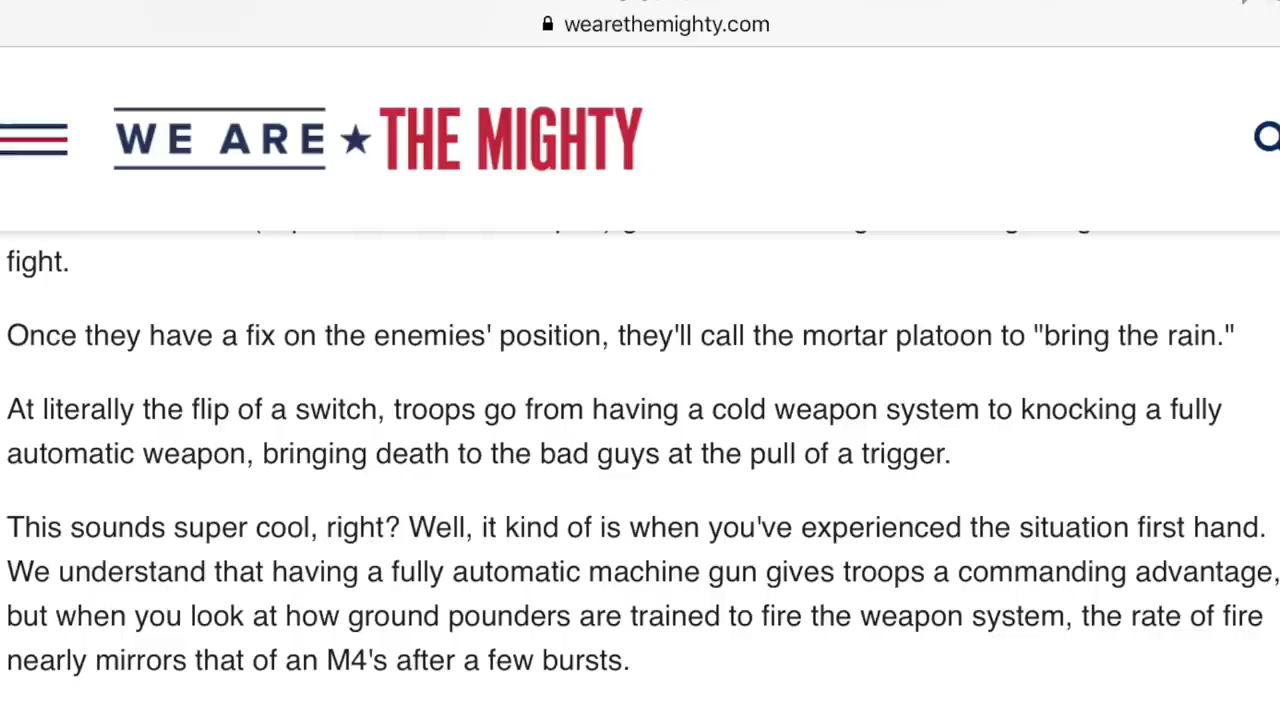 wearethemighty.com
WE ARE THE MIGHTY
fight.
Once they have a fix on the enemies' position, they'll call the mortar platoon to "bring the rain."
At literally the flip of a switch, troops go from having a cold weapon system to knocking a fully
automatic weapon, bringing death to the bad guys at the pull of a trigger.
This sounds super cool, right? Well, it kind of is when you've experienced the situation first hand.
We understand that having a fully automatic machine gun gives troops a commanding advantage,
but when you look at how ground pounders are trained to fire the weapon system, the rate of fire
nearly mirrors that of an M4's after a few bursts.